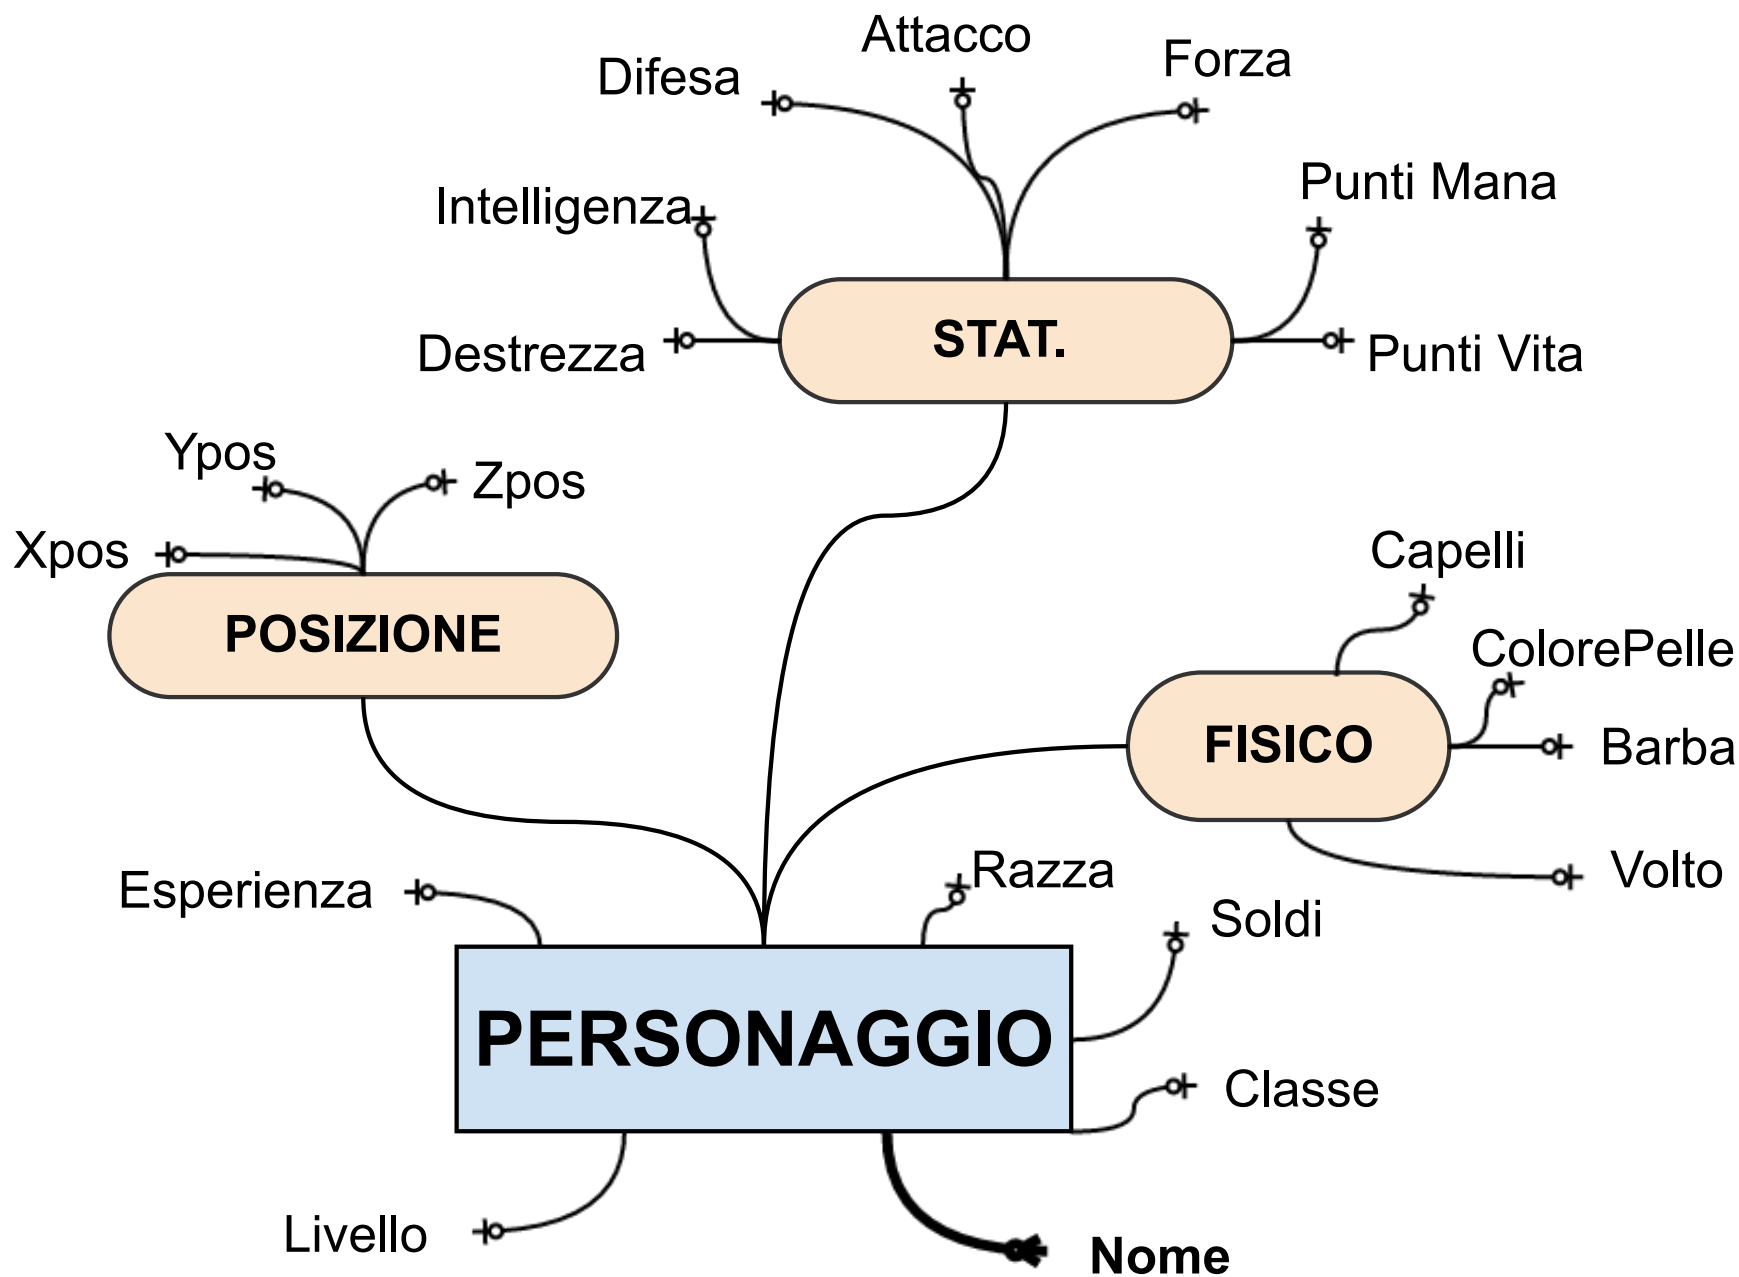 Attacco
Difesa
Forza
Intelligenza
Punti Mana
Destrezza
STAT.
Punti Vita
Ypos
Zpos
Xpos
Capelli
POSIZIONE
ColorePelle
FISICO
Barba
Esperienza
Razza
Volto
Soldi
PERSONAGGIO
Classe
Livello
Nome